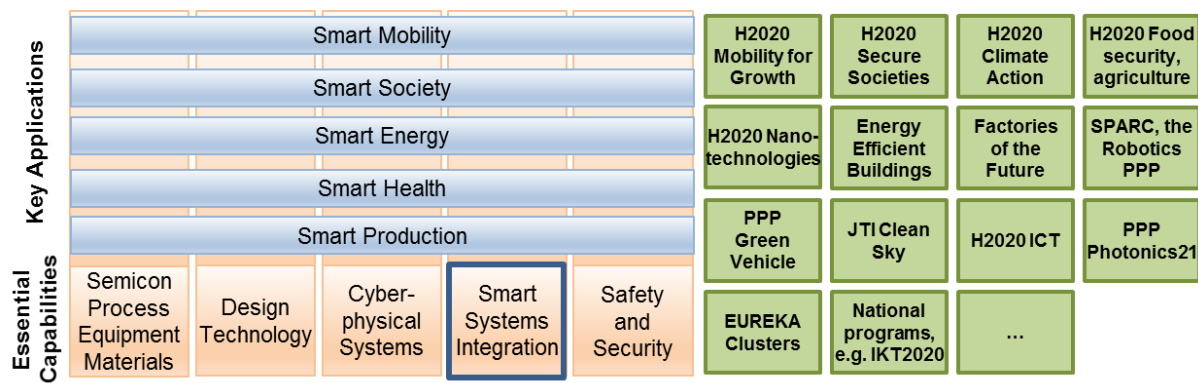 Key Applications
Smart Mobility
Smart Society
Smart Energy
Smart Health
Smart Production
Essential
Capabilities
Semicon
Process
Equipment
Materials
Design
Technology
Cyber-
physical
Systems
Smart
Systems
Integration
Safety
and
Security
H2020
Mobility for
Growth
H2020
Secure
Societies
H2020
Climate
Action
H2020 Food
security,
agriculture
H2020 Nano-
technologies
Energy
Efficient
Buildings
Factories
of the
Future
SPARC, the
Robotics
PPP
PPP
Green
Vehicle
JTI Clean
Sky
H2020 ICT
PPP
Photonics21
EUREKA
Clusters
National
programs,
e.g. IKT2020
...